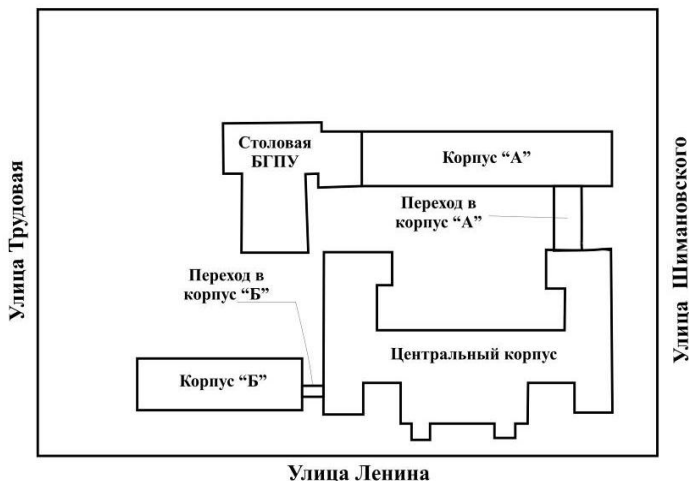 Столовая
БГПУ
Корпус “А”
Переход в
корпус “А”
Переход в
корпус “Б”
Центральный корпус
Корпус “Б”
Улица Трудовая
Улица Шимановского
Улица Ленина